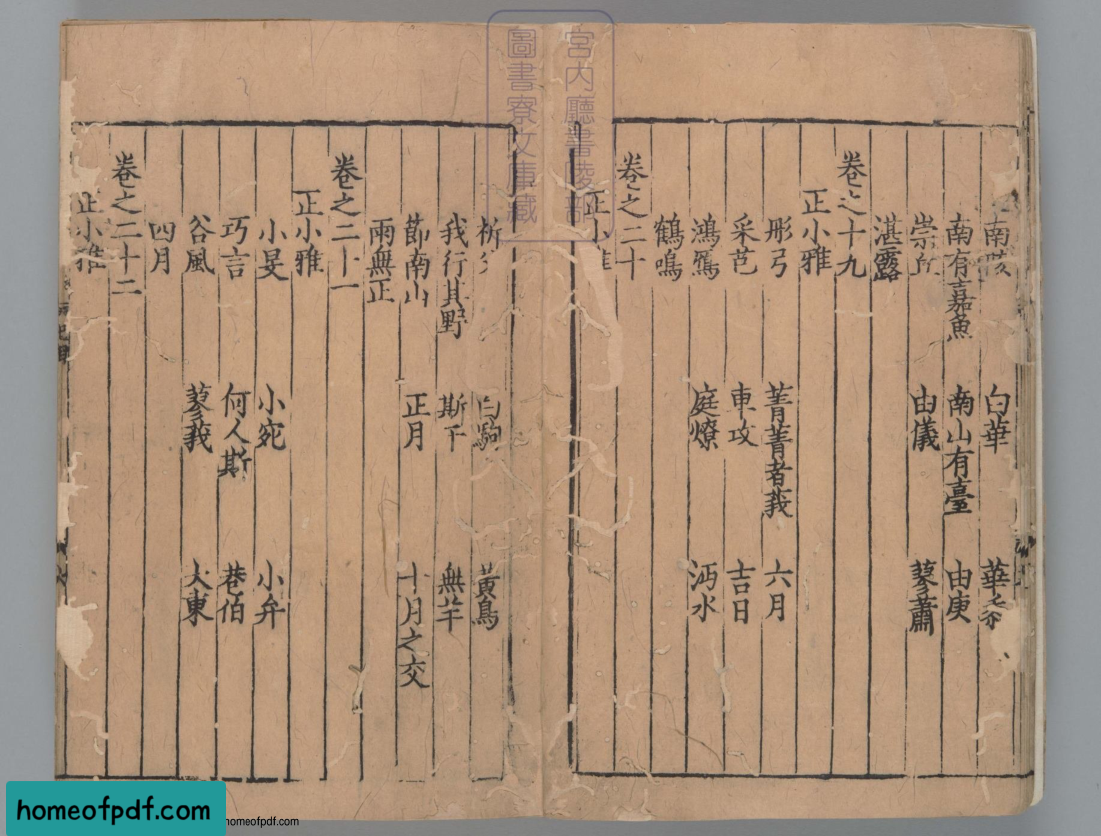 宮內廳書陵部
圖書寮文庫藏
南陔 白華 華黍
南有嘉魚 南山有臺 由庚
崇丘 由儀 蓼蕭
湛露
卷之十九
正小雅
彤弓 菁菁者莪 六月
采芑 車攻 吉日
鴻鴈 庭燎 沔水
鶴鳴
卷之二十
正小雅
祈父 白駒 黃鳥
我行其野 斯干 無羊
節南山 正月 十月之交
雨無正
卷之二十一
正小雅
小旻 小宛 小弁
巧言 何人斯 巷伯
谷風 蓼莪 大東
四月
卷之二十二
正小雅
homeofpdf.com
homeofpdf.com